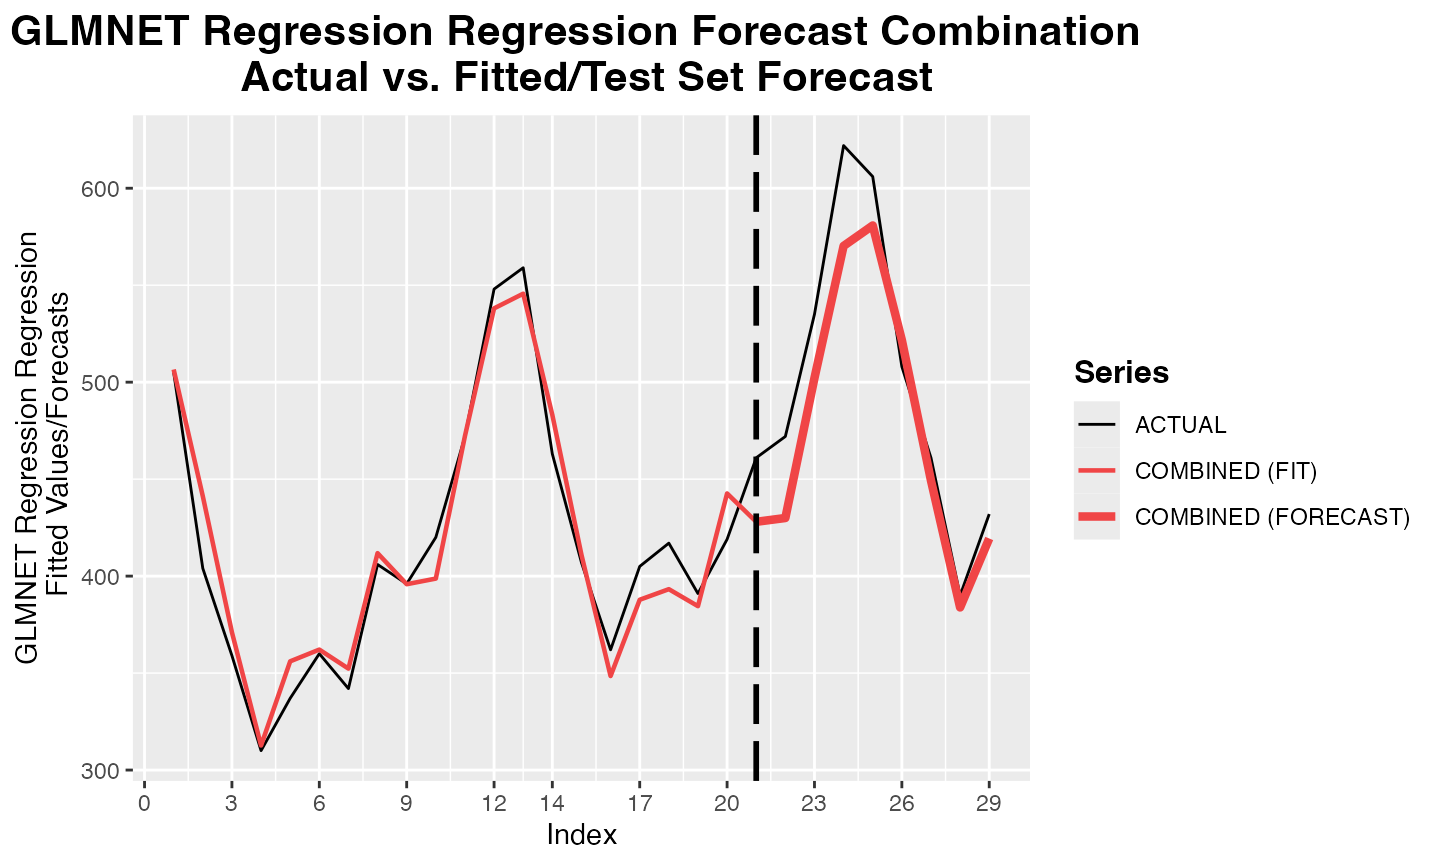 GLMNET Regression Regression Forecast Combination
Actual vs. Fitted/Test Set Forecast
GLMNET Regression Regression
Fitted Values/Forecasts
600
500
400
300
0 3 6 9 12 14 17 20 23 26 29
Index
Series
ACTUAL
COMBINED (FIT)
COMBINED (FORECAST)